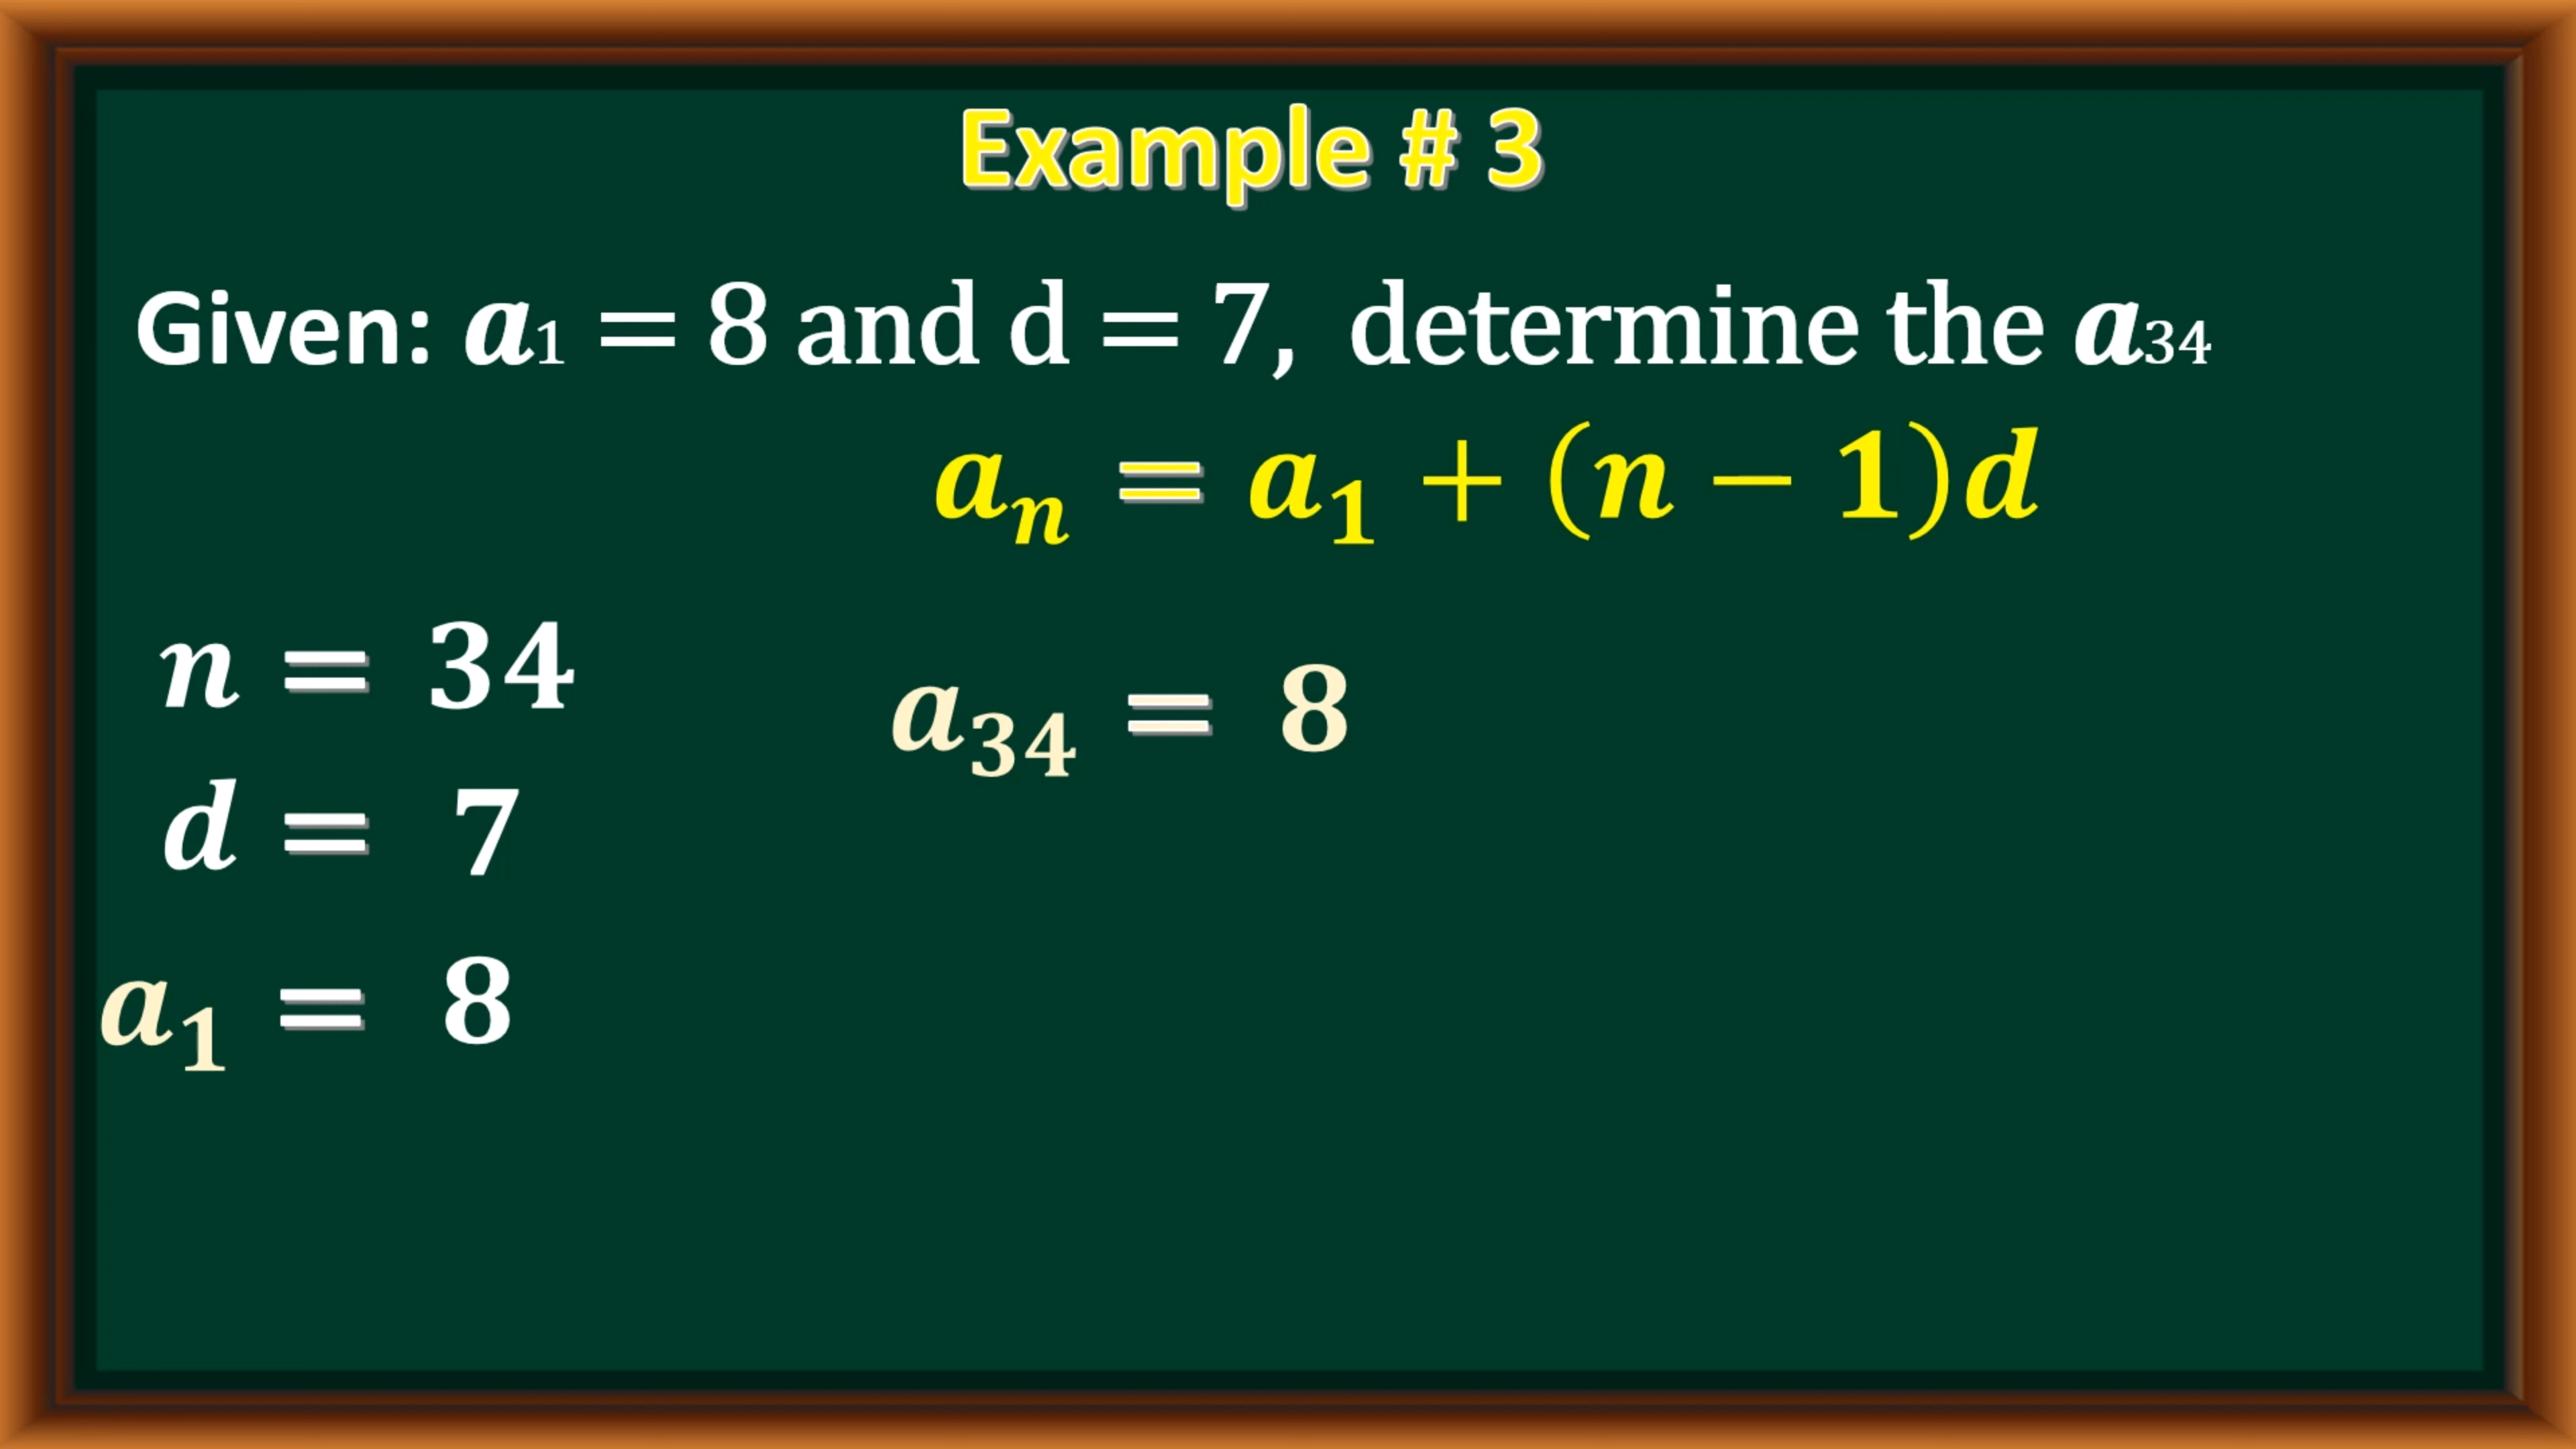 Example # 3
Given: a1 = 8 and d = 7, determine the a34
aₙ = a₁ + (n − 1)d
n = 34
a₃₄ = 8
d = 7
a₁ = 8